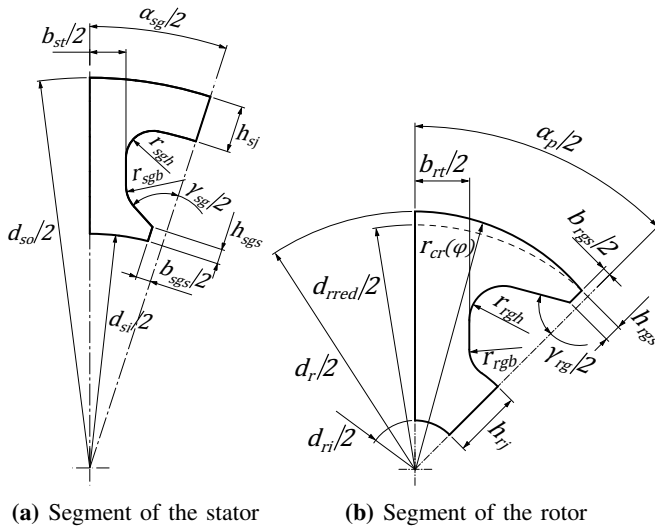 α_sg/2
b_st/2
h_sj
r_sgh
r_sgb
γ_sg/2
h_sgs
b_sgs/2
d_so/2
d_si/2
(a) Segment of the stator
α_p/2
b_rt/2
b_rgs/2
r_cr(φ)
d_rred/2
r_rgh
h_rgs
γ_rg/2
r_rgb
d_r/2
d_ri/2
h_rj
(b) Segment of the rotor